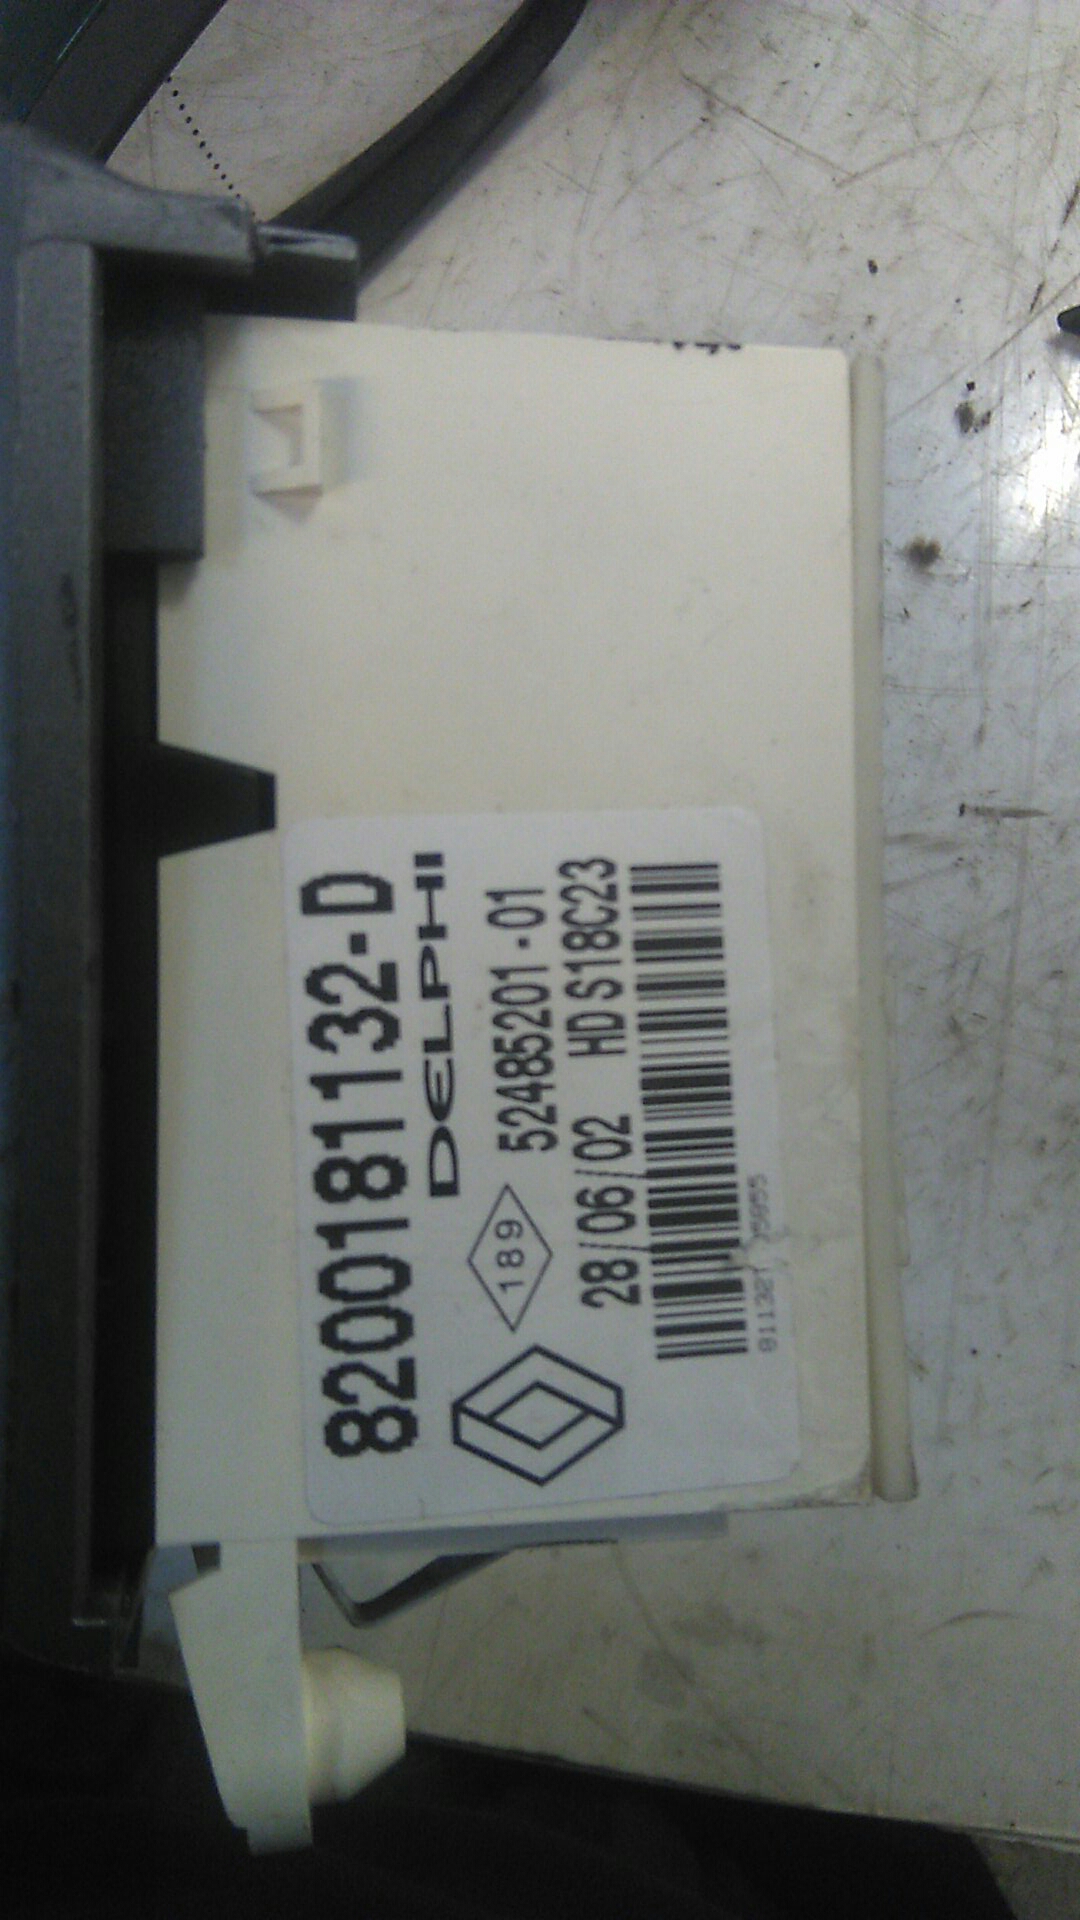 8200181132-D
DELPHI
189
52485201-01
28/06/02 HD S18C23